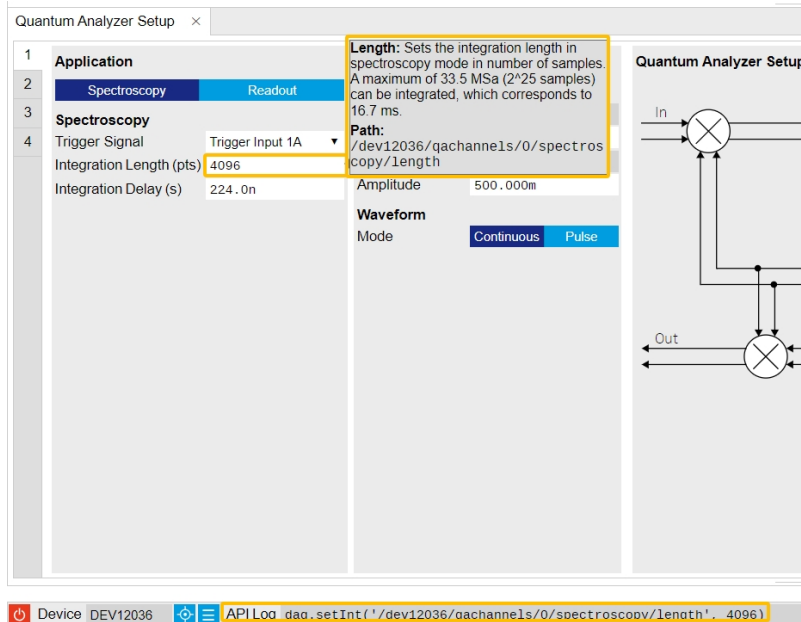 Quantum Analyzer Setup ×
1
2
3
4
Application
Spectroscopy Readout
Spectroscopy
Trigger Signal Trigger Input 1A ▼
Integration Length (pts) 4096
Integration Delay (s) 224.0n
Length: Sets the integration length in
spectroscopy mode in number of samples.
A maximum of 33.5 MSa (2^25 samples)
can be integrated, which corresponds to
16.7 ms.
Path:
/dev12036/qachannels/0/spectros
copy/length
Amplitude 500.000m
Waveform
Mode Continuous Pulse
Quantum Analyzer Setup
In
Out
Device DEV12036 API Log daq.setInt('/dev12036/qachannels/0/spectroscopy/length', 4096)